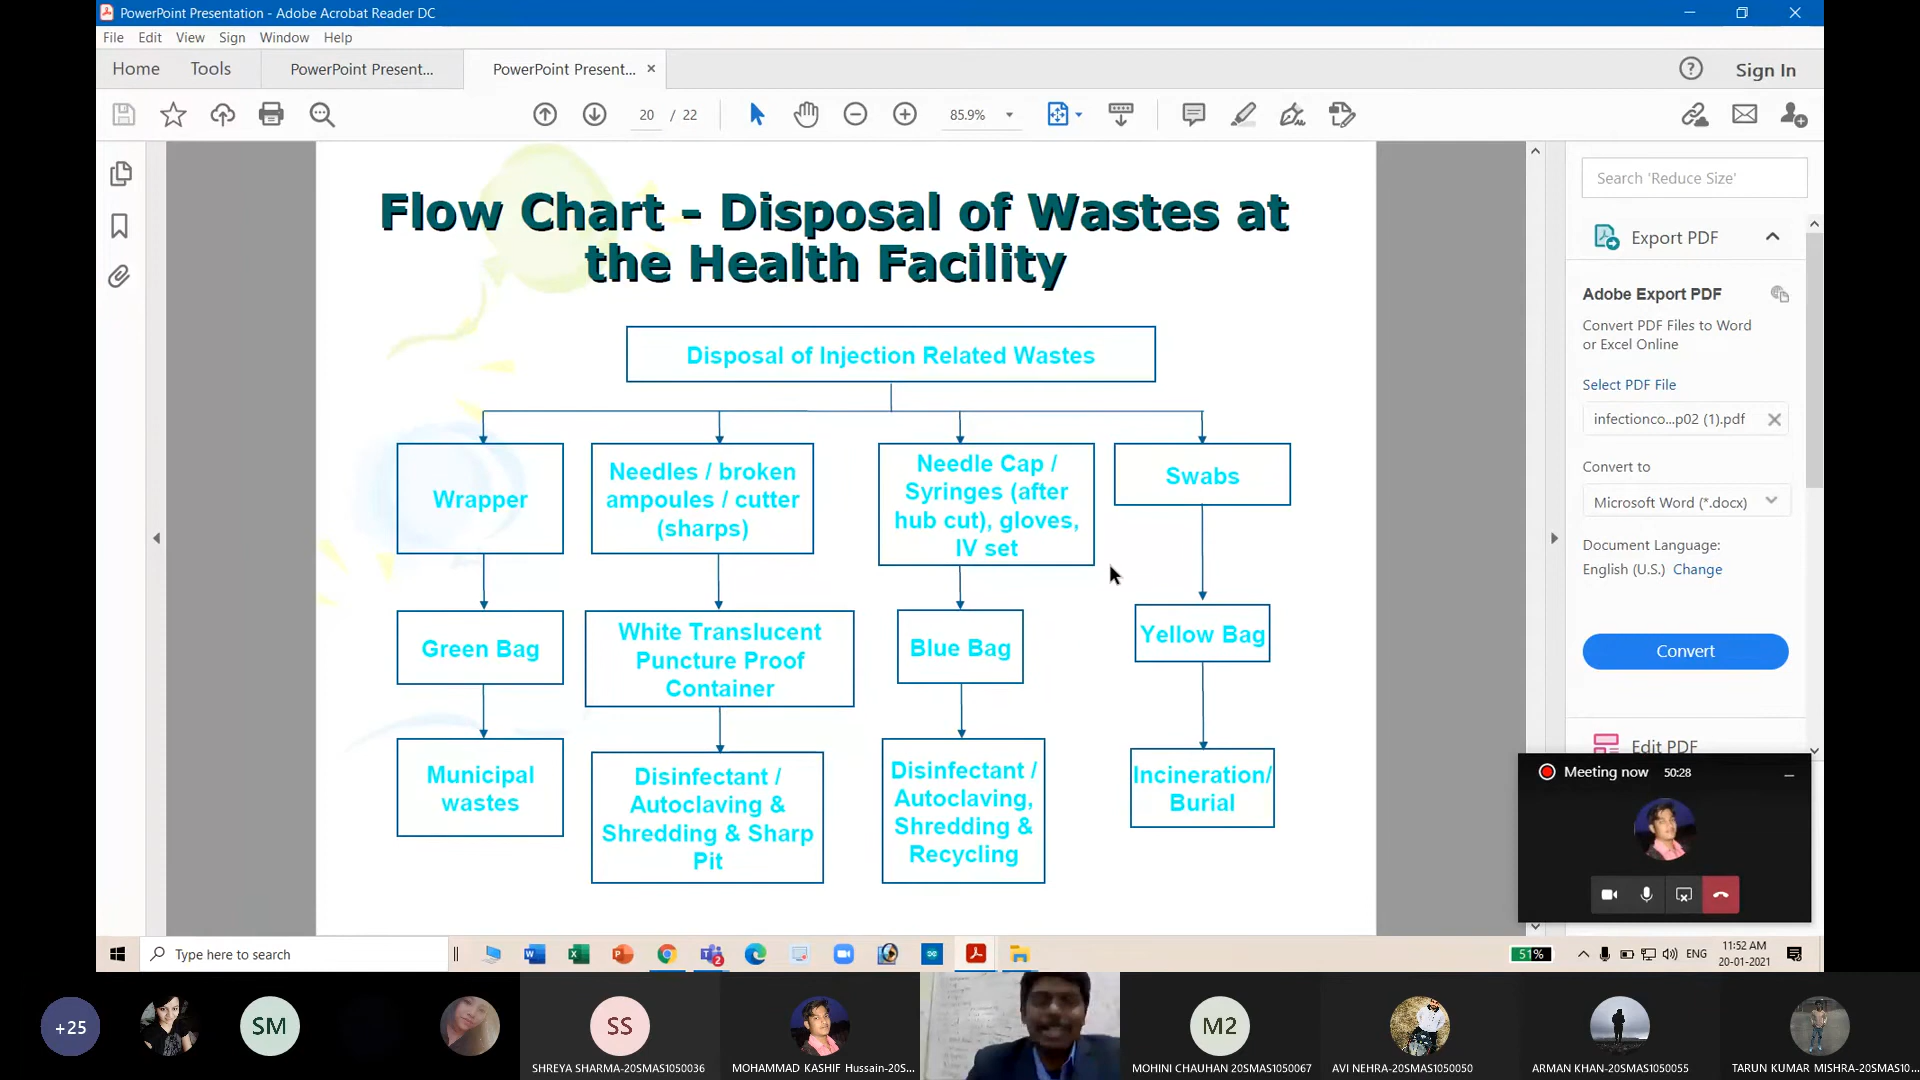 PowerPoint Presentation - Adobe Acrobat Reader DC
File Edit View Sign Window Help
Home Tools PowerPoint Present... PowerPoint Present... Sign In
20 / 22 85.9%
Flow Chart - Disposal of Wastes at
the Health Facility
Disposal of Injection Related Wastes
Wrapper
Needles / broken
ampoules / cutter
(sharps)
Needle Cap /
Syringes (after
hub cut), gloves,
IV set
Swabs
Green Bag
White Translucent
Puncture Proof
Container
Blue Bag
Yellow Bag
Municipal
wastes
Disinfectant /
Autoclaving &
Shredding & Sharp
Pit
Disinfectant /
Autoclaving,
Shredding &
Recycling
Incineration/
Burial
Search 'Reduce Size'
Export PDF
Adobe Export PDF
Convert PDF Files to Word
or Excel Online
Select PDF File
infectionco...p02 (1).pdf
Convert to
Microsoft Word (*.docx)
Document Language:
English (U.S.) Change
Convert
Edit PDF
Meeting now 50:28
Type here to search
51%
ENG
11:52 AM
20-01-2021
+25
SM
SS
M2
SHREYA SHARMA-20SMAS1050036
MOHAMMAD KASHIF Hussain-20S...
MOHINI CHAUHAN 20SMAS1050067
AVI NEHRA-20SMAS1050050
ARMAN KHAN-20SMAS1050055
TARUN KUMAR MISHRA-20SMAS10...